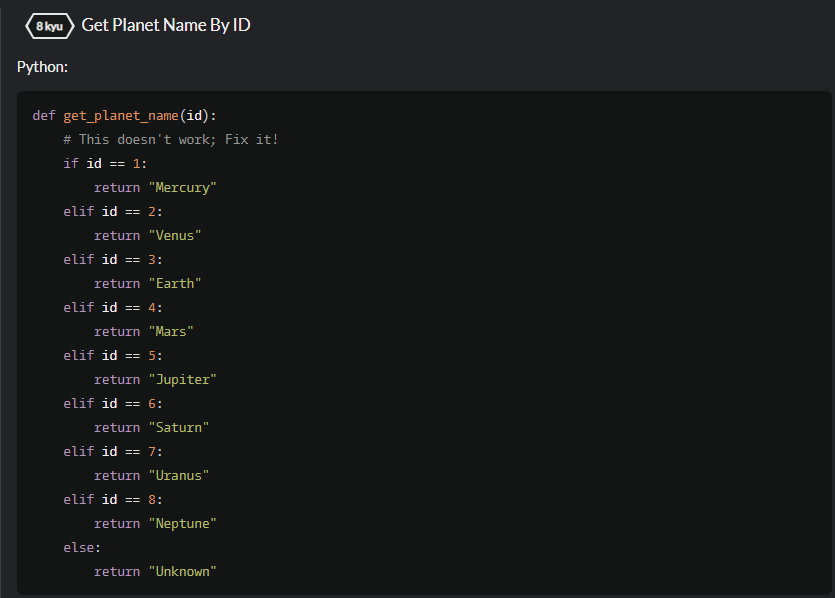 8 kyu Get Planet Name By ID
Python:
def get_planet_name(id):
    # This doesn't work; Fix it!
    if id == 1:
        return "Mercury"
    elif id == 2:
        return "Venus"
    elif id == 3:
        return "Earth"
    elif id == 4:
        return "Mars"
    elif id == 5:
        return "Jupiter"
    elif id == 6:
        return "Saturn"
    elif id == 7:
        return "Uranus"
    elif id == 8:
        return "Neptune"
    else:
        return "Unknown"